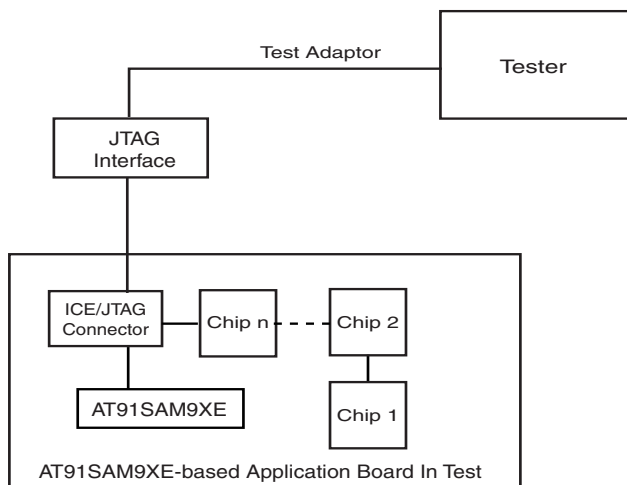 Test Adaptor
Tester
JTAG
Interface
ICE/JTAG
Connector
Chip n
Chip 2
AT91SAM9XE
Chip 1
AT91SAM9XE-based Application Board In Test